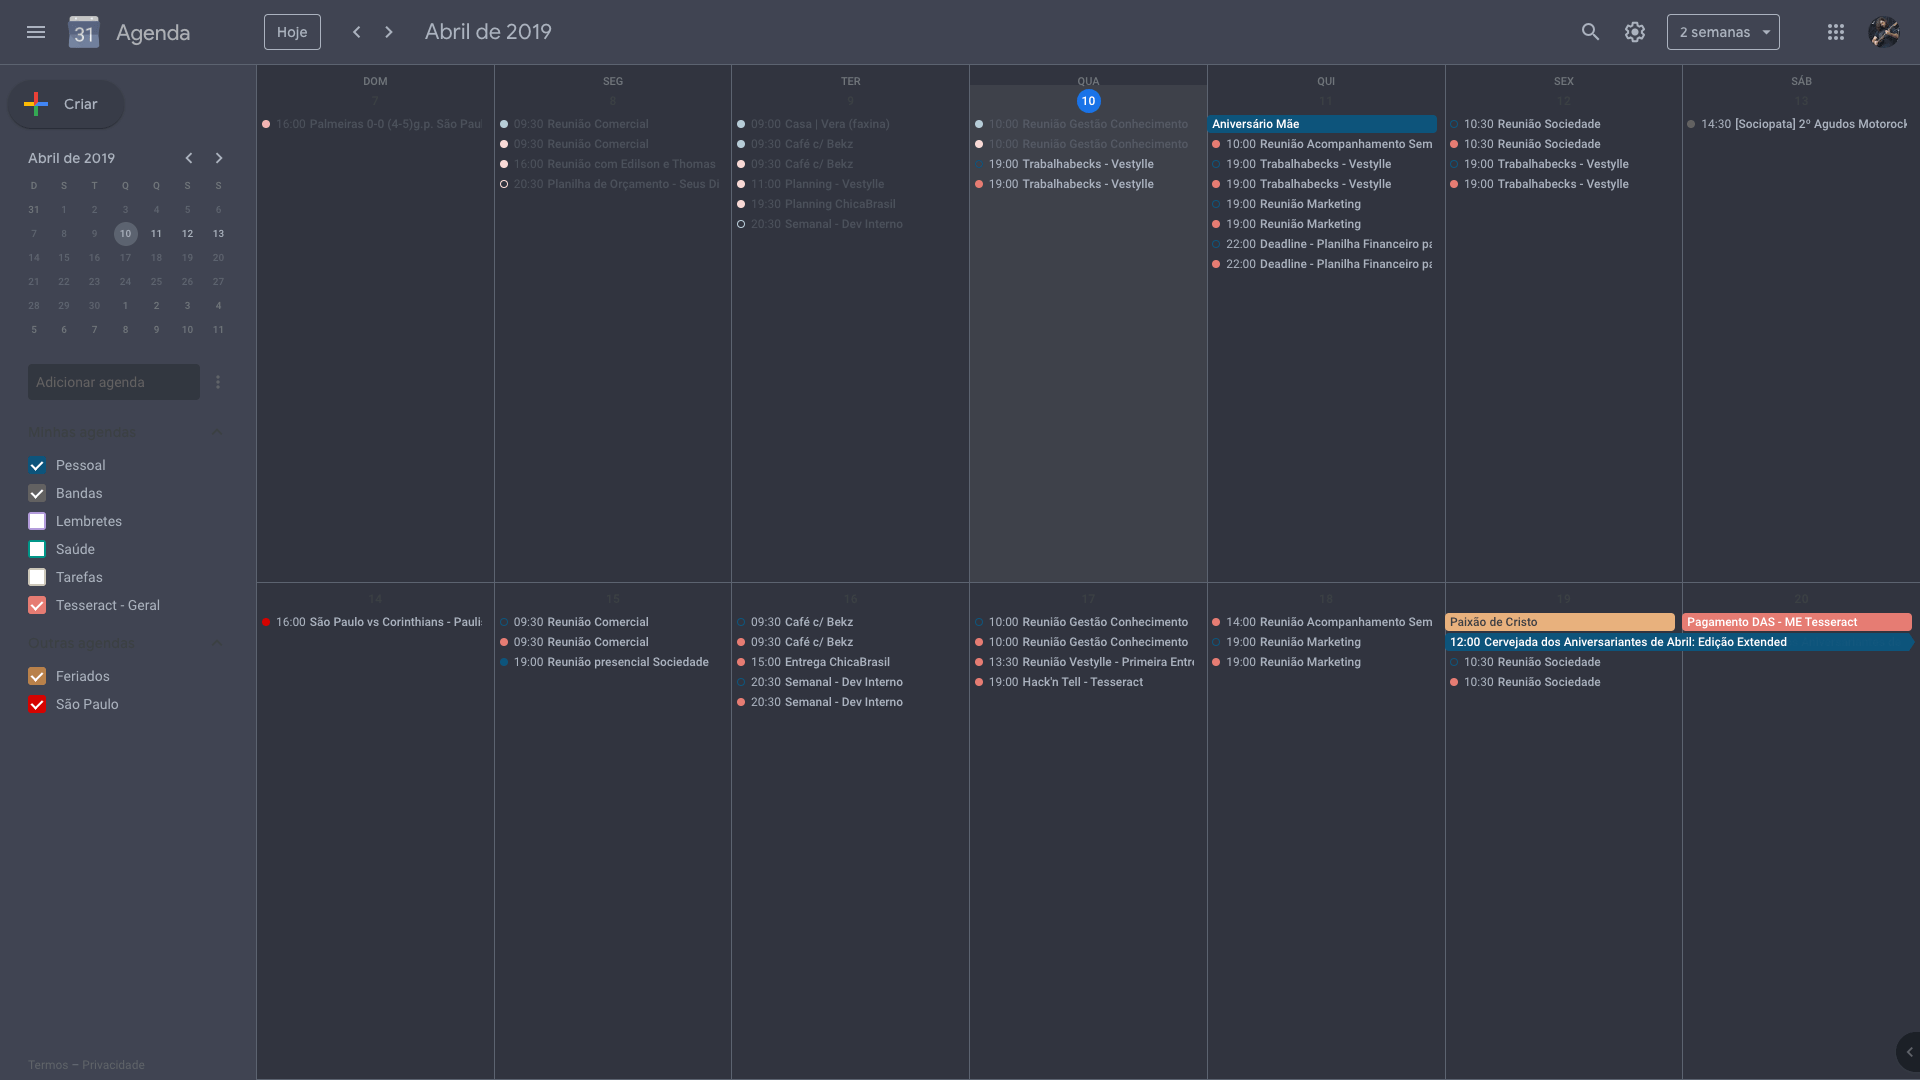 31 Agenda Hoje Abril de 2019 2 semanas
Criar
Abril de 2019
D S T Q Q S S
31 1 2 3 4 5 6
7 8 9 10 11 12 13
14 15 16 17 18 19 20
21 22 23 24 25 26 27
28 29 30 1 2 3 4
5 6 7 8 9 10 11
Adicionar agenda
Minhas agendas
Pessoal
Bandas
Lembretes
Saúde
Tarefas
Tesseract - Geral
Outras agendas
Feriados
São Paulo
Termos – Privacidade
DOM
7
16:00 Palmeiras 0-0 (4-5)g.p. São Pau
SEG
8
09:30 Reunião Comercial
09:30 Reunião Comercial
16:00 Reunião com Edilson e Thomas
20:30 Planilha de Orçamento - Seus Di
TER
9
09:00 Casa | Vera (faxina)
09:30 Café c/ Bekz
09:30 Café c/ Bekz
11:00 Planning - Vestylle
19:30 Planning ChicaBrasil
20:30 Semanal - Dev Interno
QUA
10
10:00 Reunião Gestão Conhecimento
10:00 Reunião Gestão Conhecimento
19:00 Trabalhabecks - Vestylle
19:00 Trabalhabecks - Vestylle
QUI
11
Aniversário Mãe
10:00 Reunião Acompanhamento Sem
19:00 Trabalhabecks - Vestylle
19:00 Trabalhabecks - Vestylle
19:00 Reunião Marketing
19:00 Reunião Marketing
22:00 Deadline - Planilha Financeiro pa
22:00 Deadline - Planilha Financeiro pa
SEX
12
10:30 Reunião Sociedade
10:30 Reunião Sociedade
19:00 Trabalhabecks - Vestylle
19:00 Trabalhabecks - Vestylle
SÁB
13
14:30 [Sociopata] 2º Agudos Motorock
14
16:00 São Paulo vs Corinthians - Paulis
15
09:30 Reunião Comercial
09:30 Reunião Comercial
19:00 Reunião presencial Sociedade
16
09:30 Café c/ Bekz
09:30 Café c/ Bekz
15:00 Entrega ChicaBrasil
20:30 Semanal - Dev Interno
20:30 Semanal - Dev Interno
17
10:00 Reunião Gestão Conhecimento
10:00 Reunião Gestão Conhecimento
13:30 Reunião Vestylle - Primeira Entre
19:00 Hack'n Tell - Tesseract
18
14:00 Reunião Acompanhamento Sem
19:00 Reunião Marketing
19:00 Reunião Marketing
19
Paixão de Cristo
12:00 Cervejada dos Aniversariantes de Abril: Edição Extended
10:30 Reunião Sociedade
10:30 Reunião Sociedade
20
Pagamento DAS - ME Tesseract